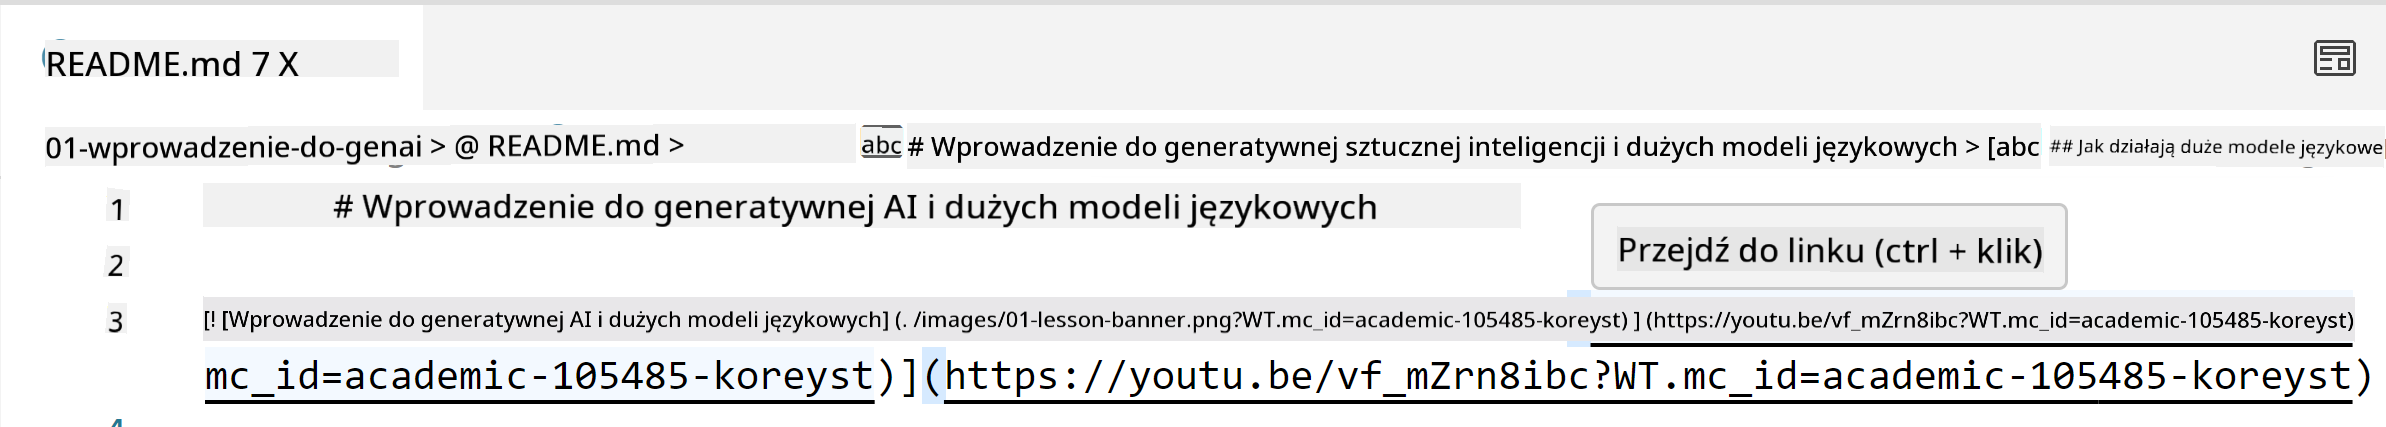 README.md 7 X
01-wprowadzenie-do-genai > @ README.md > abc # Wprowadzenie do generatywnej sztucznej inteligencji i dużych modeli językowych > [abc ## Jak działają duże modele językowe
1 # Wprowadzenie do generatywnej AI i dużych modeli językowych
Przejdź do linku (ctrl + klik)
2
3 [! [Wprowadzenie do generatywnej AI i dużych modeli językowych] (. /images/01-lesson-banner.png?WT.mc_id=academic-105485-koreyst) ] (https://youtu.be/vf_mZrn8ibc?WT.mc_id=academic-105485-koreyst)
mc_id=academic-105485-koreyst)](https://youtu.be/vf_mZrn8ibc?WT.mc_id=academic-105485-koreyst)